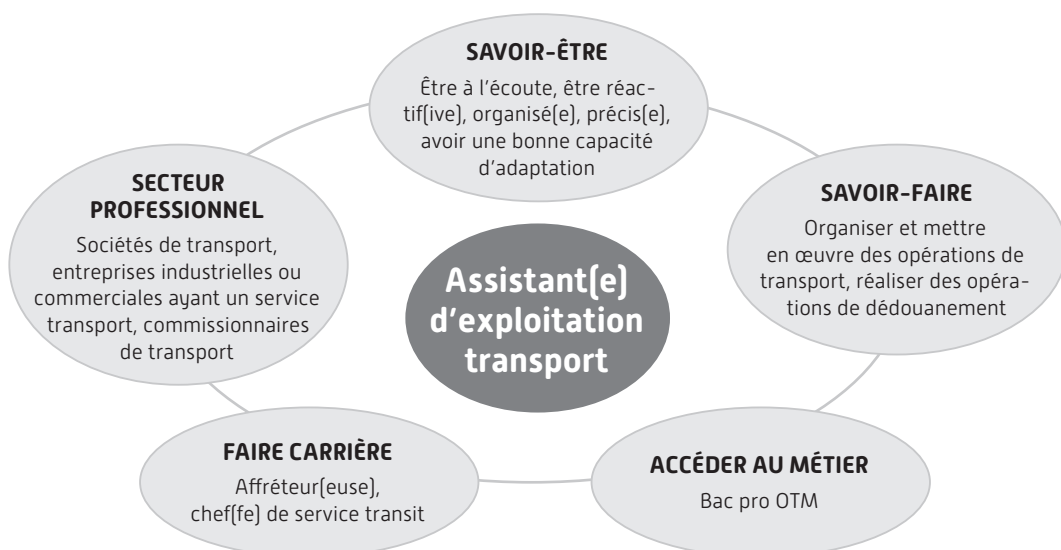 SAVOIR-ÊTRE
Être à l'écoute, être réac-
tif(ive), organisé(e), précis(e),
avoir une bonne capacité
d'adaptation
SECTEUR
PROFESSIONNEL
Sociétés de transport,
entreprises industrielles ou
commerciales ayant un service
transport, commissionnaires
de transport
SAVOIR-FAIRE
Organiser et mettre
en œuvre des opérations de
transport, réaliser des opéra-
tions de dédouanement
Assistant(e)
d'exploitation
transport
FAIRE CARRIÈRE
Affréteur(euse),
chef(fe) de service transit
ACCÉDER AU MÉTIER
Bac pro OTM